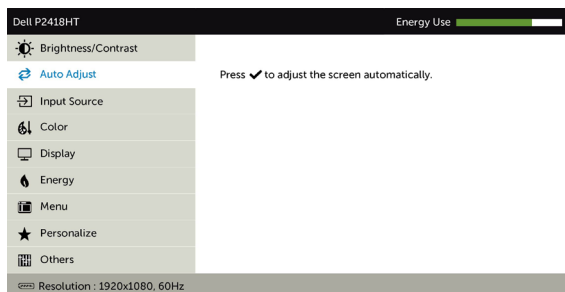 Dell P2418HT
Energy Use
Brightness/Contrast
Auto Adjust
Press ✔ to adjust the screen automatically.
Input Source
Color
Display
Energy
Menu
Personalize
Others
Resolution : 1920x1080, 60Hz